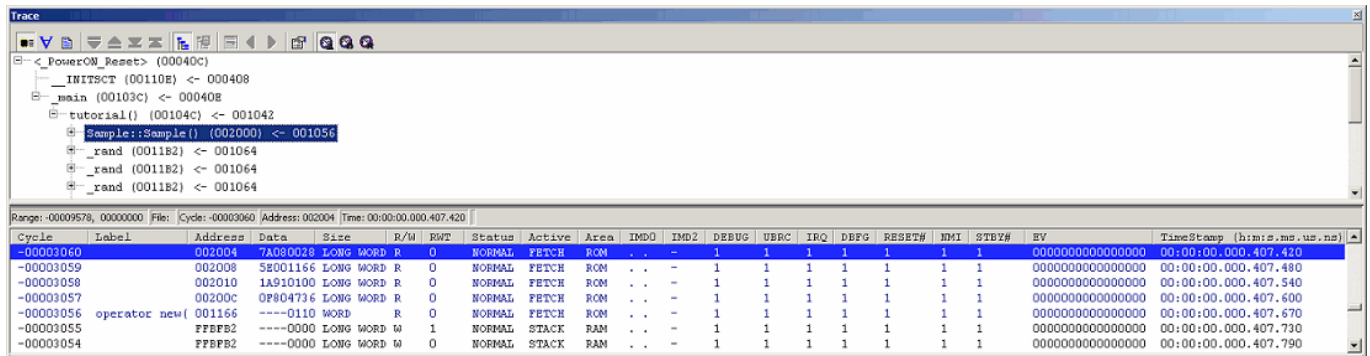 Trace
<_PowerON_Reset> (00040C)
__INITSCT (00110E) <- 000408
_main (00103C) <- 00040E
tutorial() (00104C) <- 001042
Sample::Sample() (002000) <- 001056
_rand (0011B2) <- 001064
_rand (0011B2) <- 001064
_rand (0011B2) <- 001064
Range: -00009578, 00000000 File: Cycle: -00003060 Address: 002004 Time: 00:00:00.000.407.420
Cycle Label Address Data Size R/W RWT Status Active Area IMD0 IMD2 DEBUG UBRC IRQ DBFG RESET# NMI STBY# EV TimeStamp (h:m:s.ms.us.ns)
-00003060 002004 7A080028 LONG WORD R 0 NORMAL FETCH ROM . . - 1 1 1 1 1 1 1 0000000000000000 00:00:00.000.407.420
-00003059 002008 5E001166 LONG WORD R 0 NORMAL FETCH ROM . . - 1 1 1 1 1 1 1 0000000000000000 00:00:00.000.407.480
-00003058 002010 1A910100 LONG WORD R 0 NORMAL FETCH ROM . . - 1 1 1 1 1 1 1 0000000000000000 00:00:00.000.407.540
-00003057 00200C 0F804736 LONG WORD R 0 NORMAL FETCH ROM . . - 1 1 1 1 1 1 1 0000000000000000 00:00:00.000.407.600
-00003056 operator new( 001166 ----0110 WORD R 0 NORMAL FETCH ROM . . - 1 1 1 1 1 1 1 0000000000000000 00:00:00.000.407.670
-00003055 FFBFB2 ----0000 LONG WORD W 1 NORMAL STACK RAM . . - 1 1 1 1 1 1 1 0000000000000000 00:00:00.000.407.730
-00003054 FFBFB2 ----0000 LONG WORD W 0 NORMAL STACK RAM . . - 1 1 1 1 1 1 1 0000000000000000 00:00:00.000.407.790